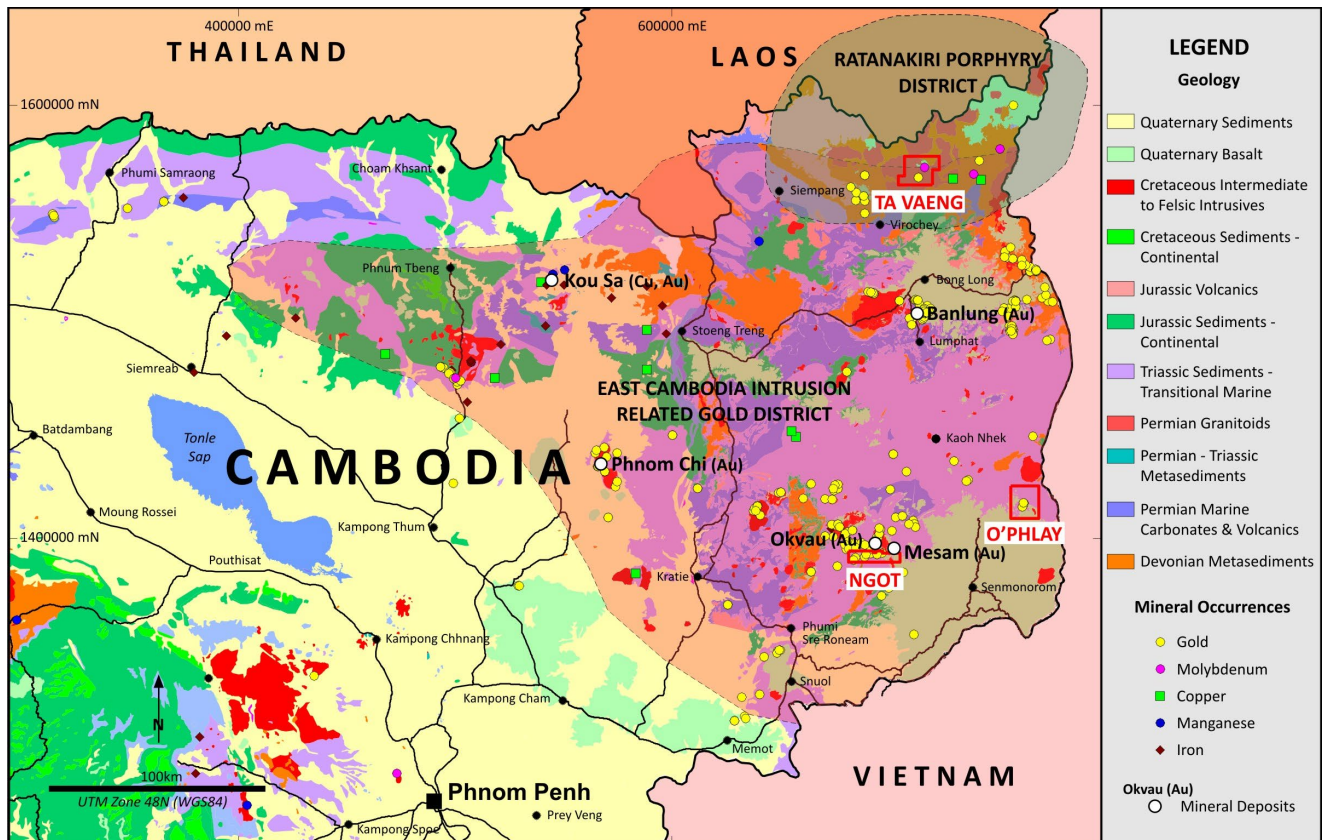 400000 mE
600000 mE
THAILAND
LAOS
RATANAKIRI PORPHYRY
DISTRICT
1600000 mN
Phumi Samraong
Choam Khsant
Siempang
TA VAENG
Virochey
Phnum Tbeng
Kou Sa (Cu, Au)
Bong Long
Banlung (Au)
Lumphat
Stoeng Treng
Siemreab
EAST CAMBODIA INTRUSION
RELATED GOLD DISTRICT
Batdambang
Tonle
Sap
CAMBODIA
Phnom Chi (Au)
Kaoh Nhek
Moung Rossei
Kampong Thum
O'PHLAY
1400000 mN
Okvau (Au)
Mesam (Au)
Pouthisat
NGOT
Kratie
Senmonorom
Kampong Chhnang
Phumi
Sre Roneam
Snuol
Kampong Cham
Memot
N
100km
UTM Zone 48N (WGS84)
Phnom Penh
Prey Veng
Kampong Spoe
VIETNAM
LEGEND
Geology
Quaternary Sediments
Quaternary Basalt
Cretaceous Intermediate
to Felsic Intrusives
Cretaceous Sediments -
Continental
Jurassic Volcanics
Jurassic Sediments -
Continental
Triassic Sediments -
Transitional Marine
Permian Granitoids
Permian - Triassic
Metasediments
Permian Marine
Carbonates & Volcanics
Devonian Metasediments
Mineral Occurrences
Gold
Molybdenum
Copper
Manganese
Iron
Okvau (Au)
Mineral Deposits